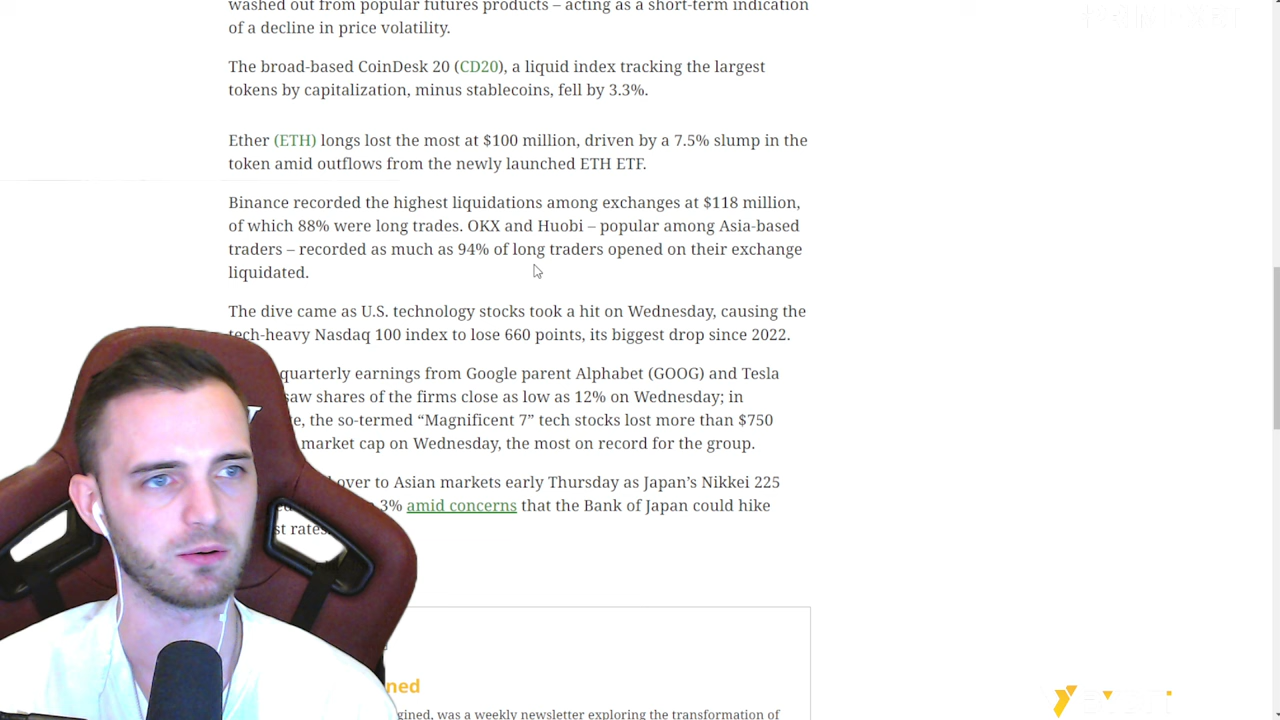 washed out from popular futures products – acting as a short-term indication
of a decline in price volatility.
The broad-based CoinDesk 20 (CD20), a liquid index tracking the largest
tokens by capitalization, minus stablecoins, fell by 3.3%.
Ether (ETH) longs lost the most at $100 million, driven by a 7.5% slump in the
token amid outflows from the newly launched ETH ETF.
Binance recorded the highest liquidations among exchanges at $118 million,
of which 88% were long trades. OKX and Huobi – popular among Asia-based
traders – recorded as much as 94% of long traders opened on their exchange
liquidated.
The dive came as U.S. technology stocks took a hit on Wednesday, causing the
tech-heavy Nasdaq 100 index to lose 660 points, its biggest drop since 2022.
quarterly earnings from Google parent Alphabet (GOOG) and Tesla
saw shares of the firms close as low as 12% on Wednesday; in
the so-termed “Magnificent 7” tech stocks lost more than $750
market cap on Wednesday, the most on record for the group.
over to Asian markets early Thursday as Japan’s Nikkei 225
3% amid concerns that the Bank of Japan could hike
rates
ned
gined, was a weekly newsletter exploring the transformation of